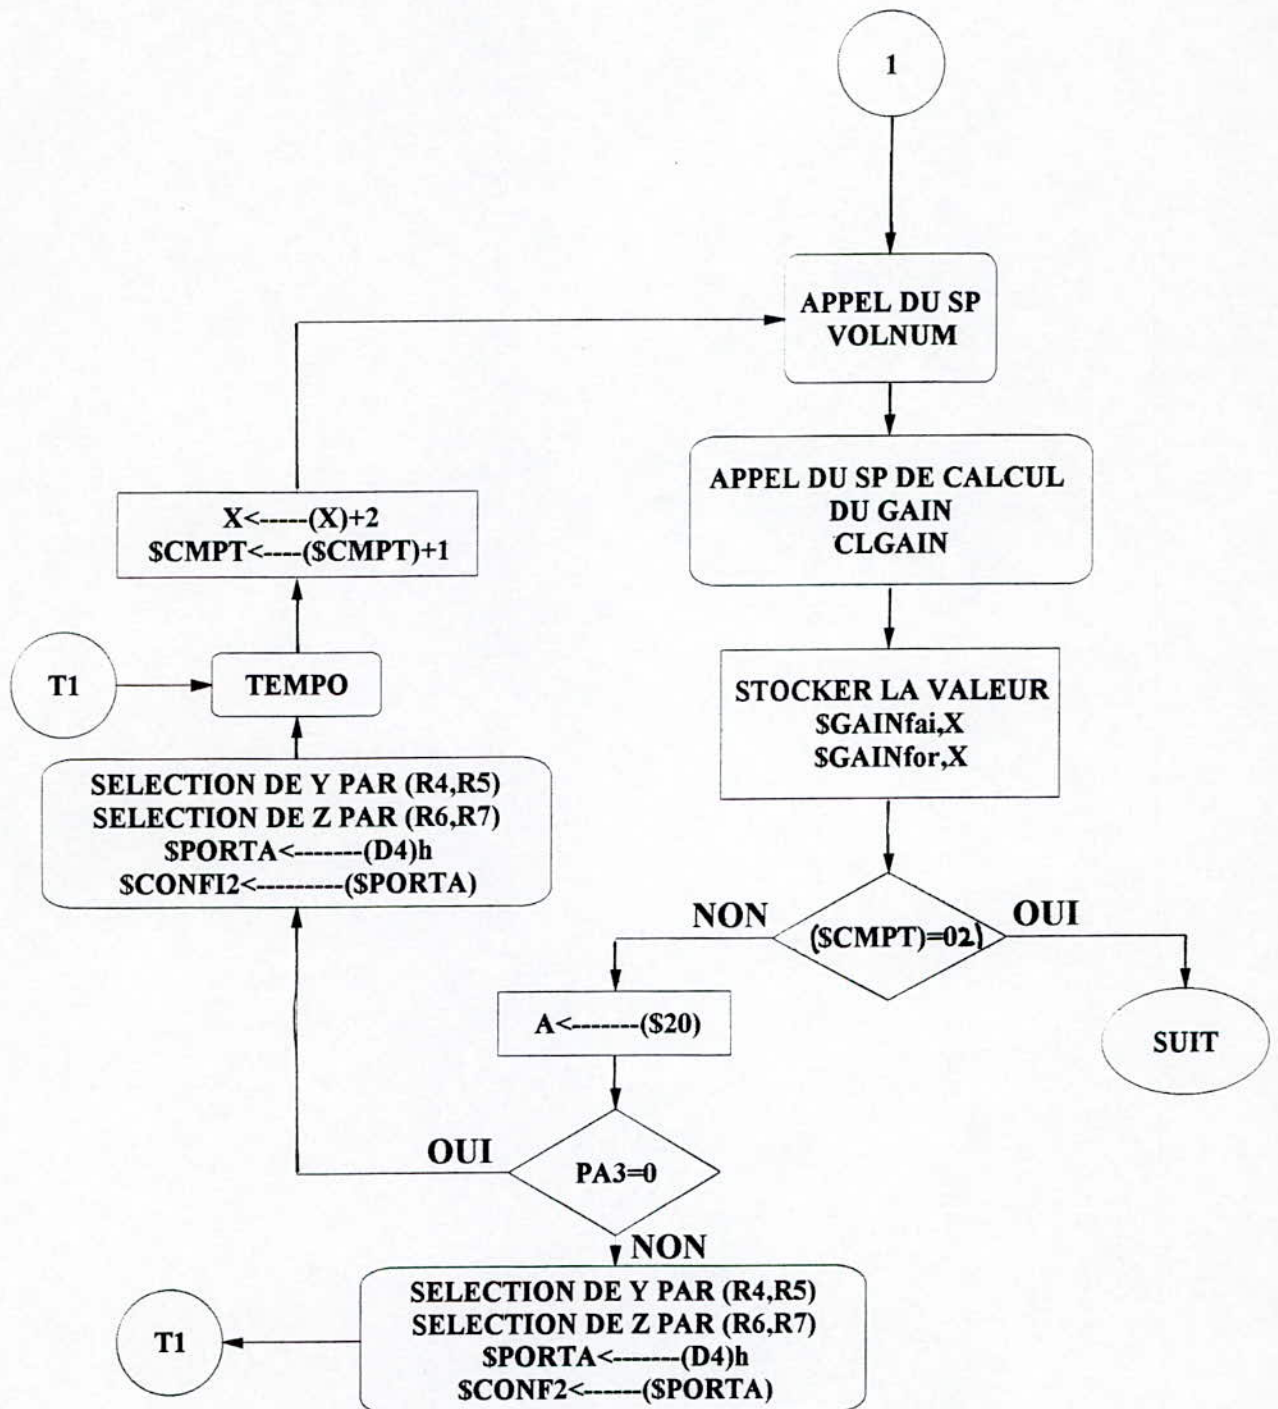 1
APPEL DU SP
VOLNUM
APPEL DU SP DE CALCUL
DU GAIN
CLGAIN
X<-----(X)+2
$CMPT<----($CMPT)+1
T1
TEMPO
STOCKER LA VALEUR
$GAINfai,X
$GAINfor,X
SELECTION DE Y PAR (R4,R5)
SELECTION DE Z PAR (R6,R7)
$PORTA<-------(D4)h
$CONFI2<---------($PORTA)
NON
($CMPT)=02)
OUI
A<-------($20)
SUIT
OUI
PA3=0
NON
SELECTION DE Y PAR (R4,R5)
SELECTION DE Z PAR (R6,R7)
$PORTA<-------(D4)h
$CONF2<------($PORTA)
T1